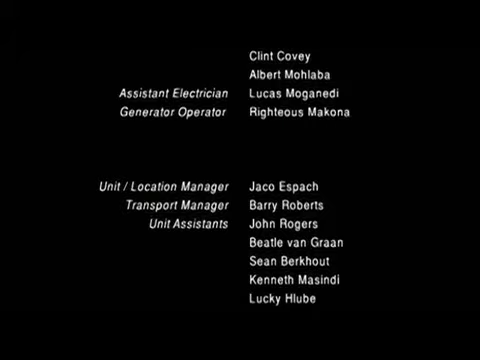 Clint Covey
Albert Mohlaba
Assistant Electrician Lucas Moganedi
Generator Operator Righteous Makona
Unit / Location Manager Jaco Espach
Transport Manager Barry Roberts
Unit Assistants John Rogers
Beatle van Graan
Sean Berkhout
Kenneth Masindi
Lucky Hlube